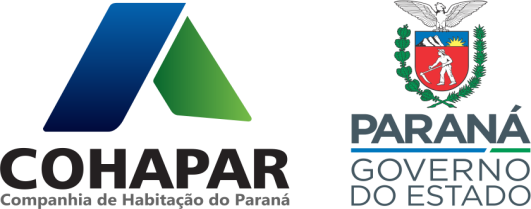 COHAPAR
Companhia de Habitação do Paraná
PARANÁ
GOVERNO
DO ESTADO